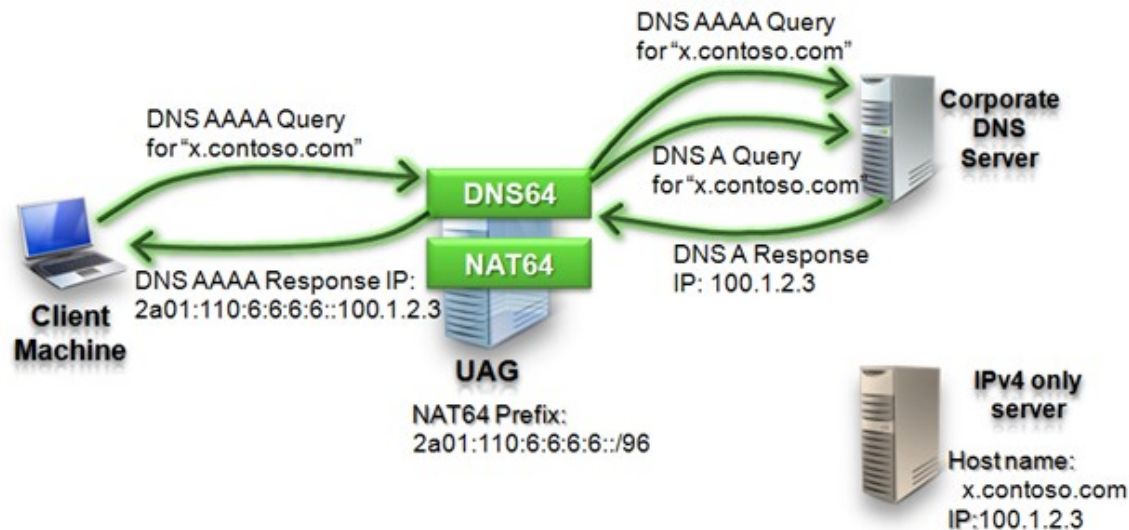 DNS AAAA Query
for “x.contoso.com”
DNS AAAA Query
for “x.contoso.com”
Corporate
DNS
Server
DNS A Query
for “x.contoso.com”
DNS64
NAT64
DNS AAAA Response IP:
2a01:110:6:6:6:6::100.1.2.3
DNS A Response
IP: 100.1.2.3
Client
Machine
UAG
NAT64 Prefix:
2a01:110:6:6:6:6::/96
IPv4 only
server
Host name:
x.contoso.com
IP:100.1.2.3